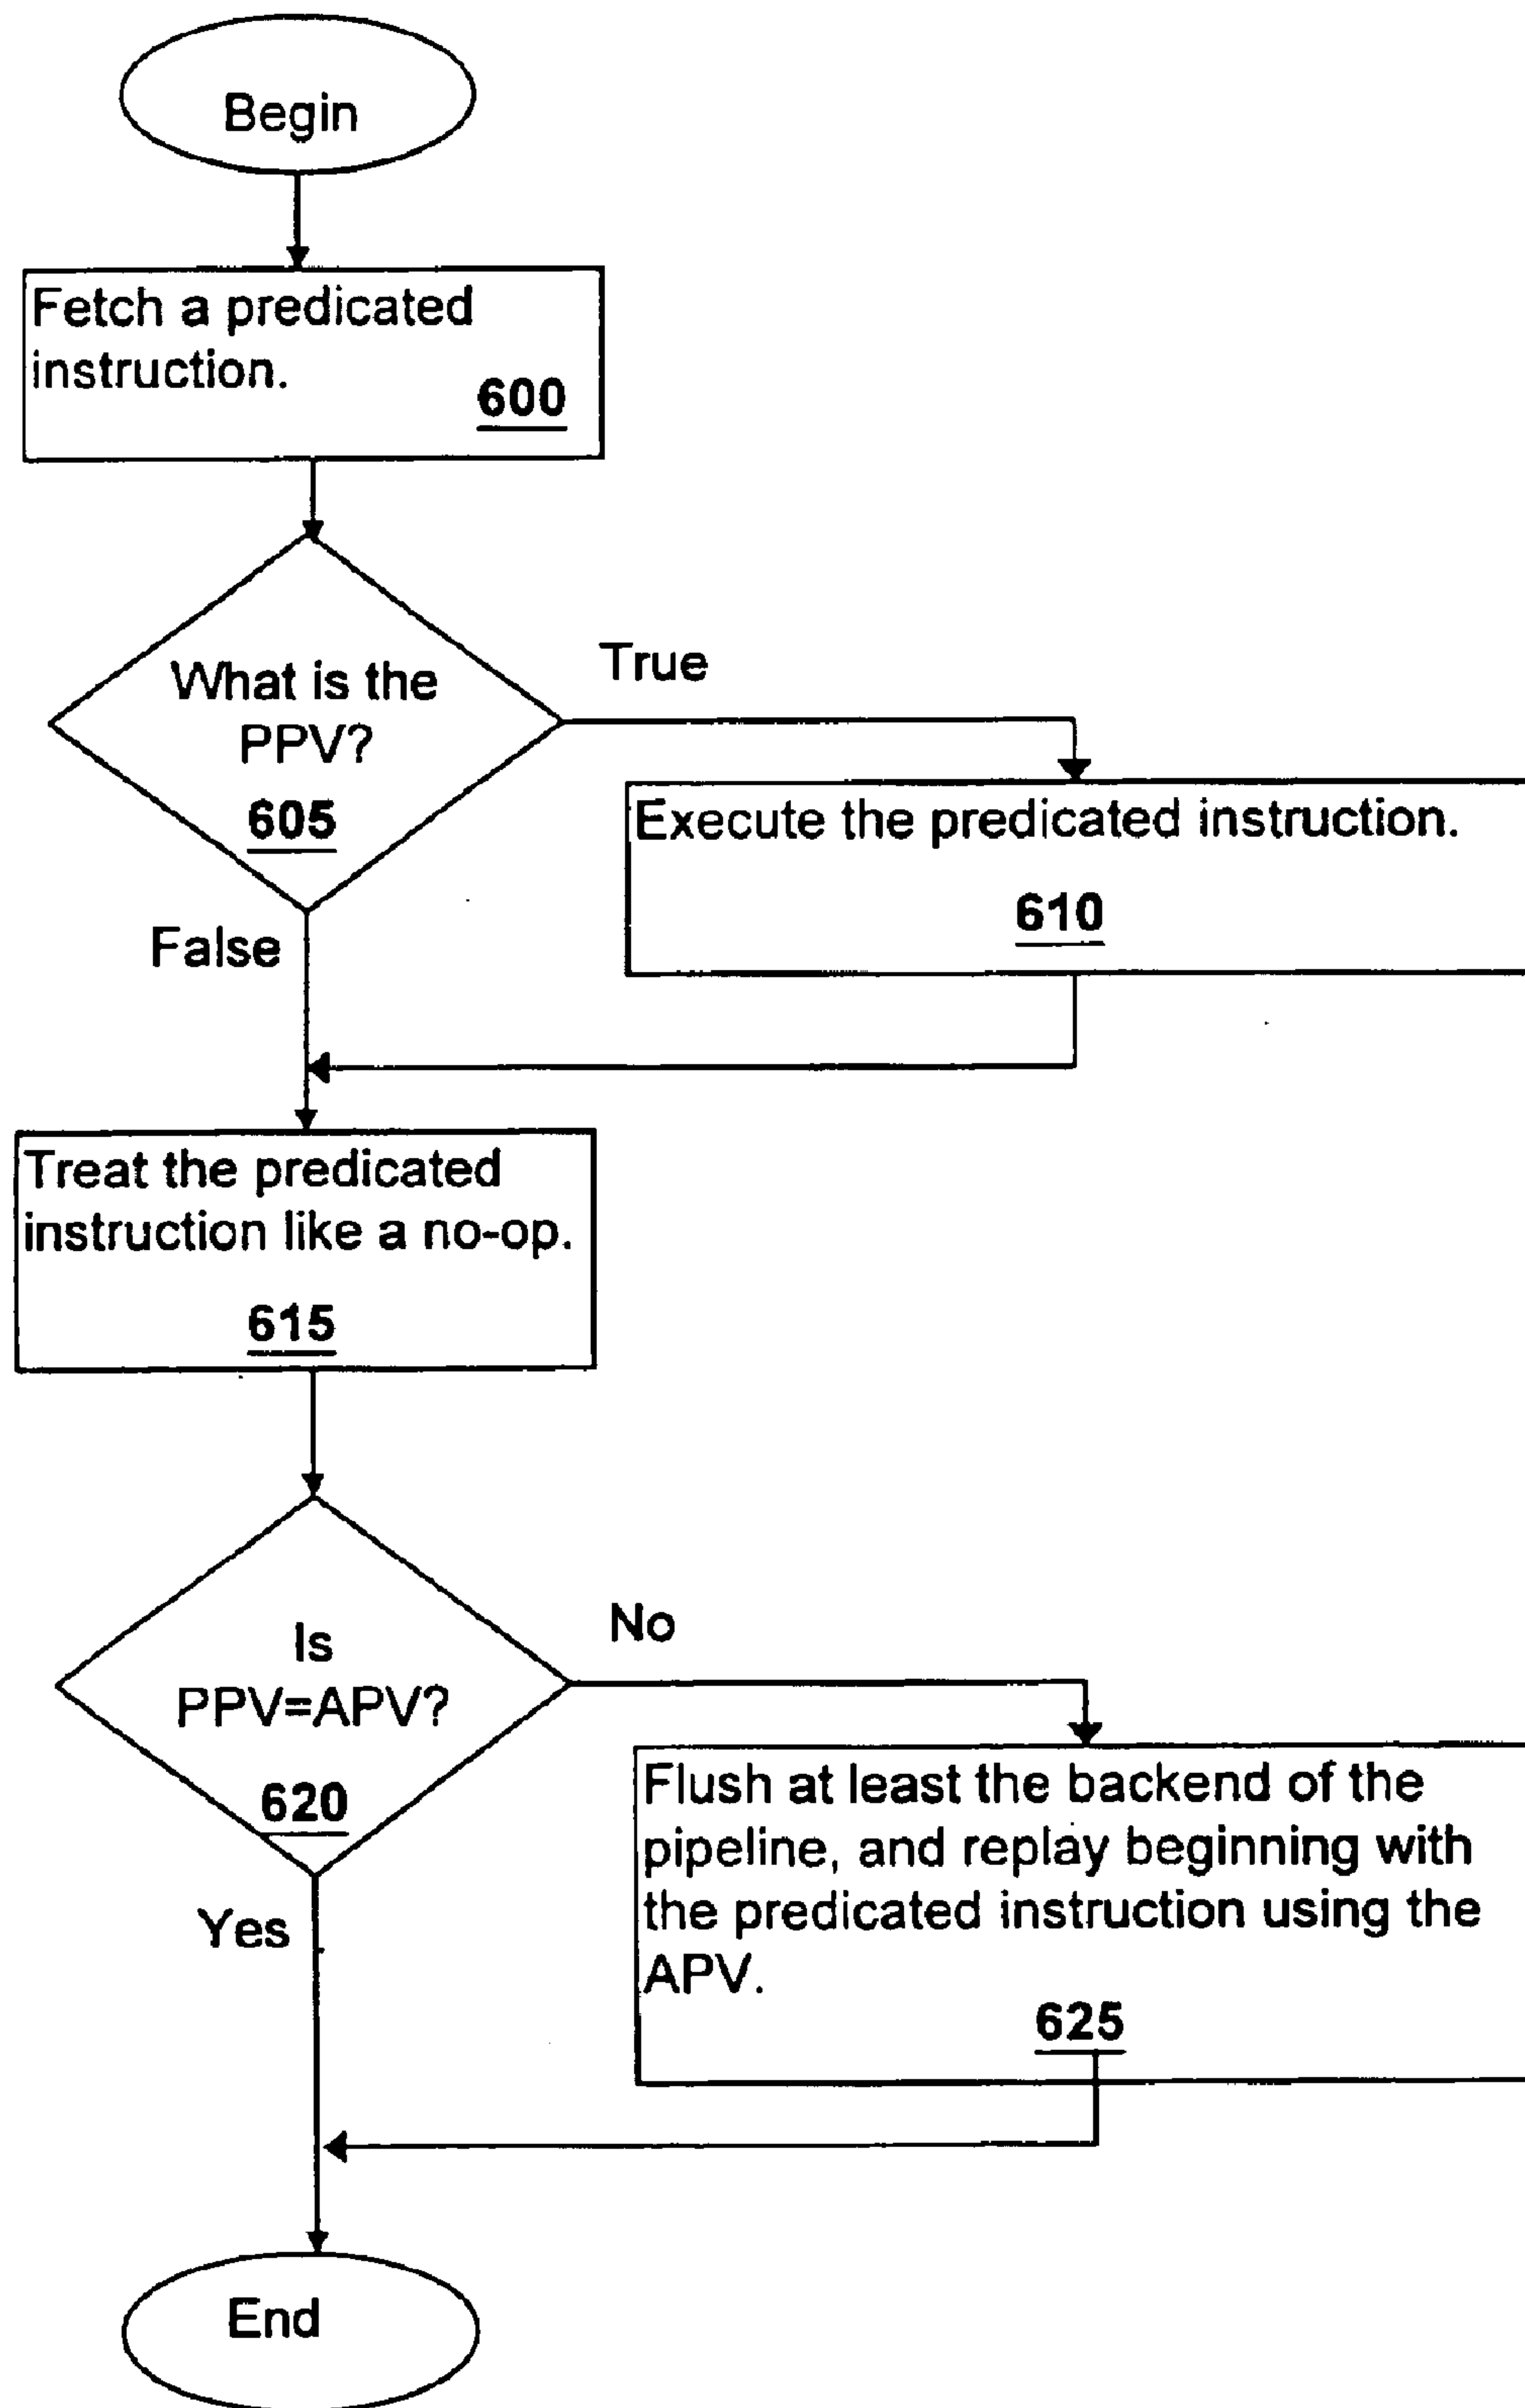 Begin
Fetch a predicated
instruction.
600
What is the
PPV?
605
True
False
Execute the predicated instruction.
610
Treat the predicated
instruction like a no-op.
615
Is
PPV=APV?
620
No
Yes
Flush at least the backend of the
pipeline, and replay beginning with
the predicated instruction using the
APV.
625
End